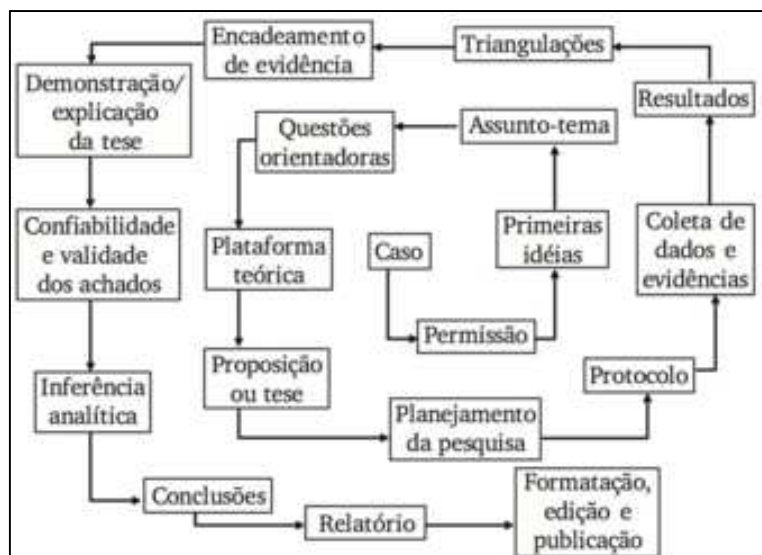 Encadeamento
de evidência
Triangulações
Resultados
Demonstração/
explicação
da tese
Questões
orientadoras
Assunto-tema
Confiabilidade
e validade
dos achados
Plataforma
teórica
Caso
Primeiras
idéias
Coleta de
dados e
evidências
Permissão
Inferência
analítica
Proposição
ou tese
Planejamento
da pesquisa
Protocolo
Conclusões
Relatório
Formatação,
edição e
publicação